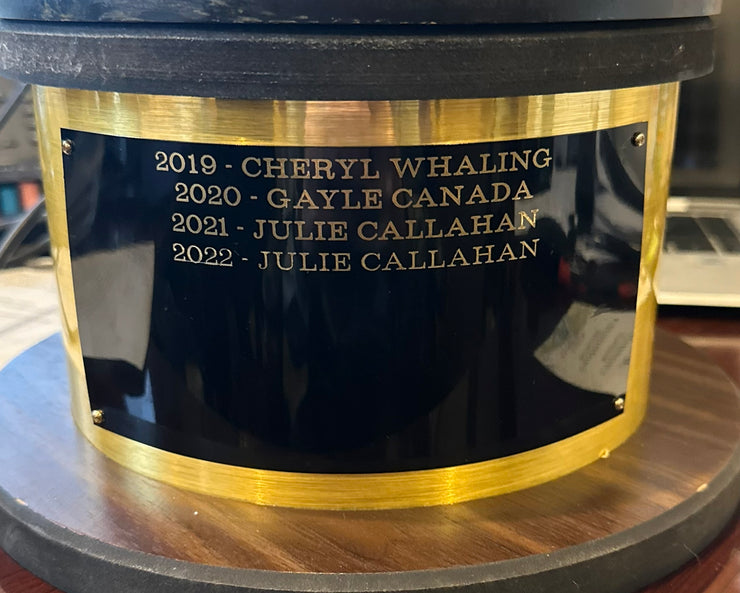 2019 - CHERYL WHALING
2020 - GAYLE CANADA
2021 - JULIE CALLAHAN
2022 - JULIE CALLAHAN